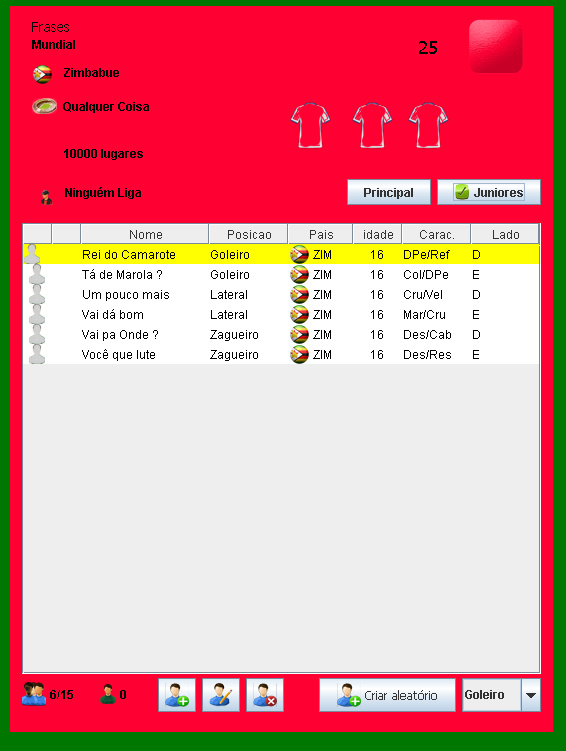 Frases
Mundial
25
Zimbabue
Qualquer Coisa
10000 lugares
Ninguém Liga
Principal Juniores
Nome Posicao Pais idade Carac. Lado
Rei do Camarote Goleiro ZIM 16 DPe/Ref D
Tá de Marola ? Goleiro ZIM 16 Col/DPe E
Um pouco mais Lateral ZIM 16 Cru/Vel D
Vai dá bom Lateral ZIM 16 Mar/Cru E
Vai pa Onde ? Zagueiro ZIM 16 Des/Cab D
Você que lute Zagueiro ZIM 16 Des/Res E
6/15 0 Criar aleatório Goleiro